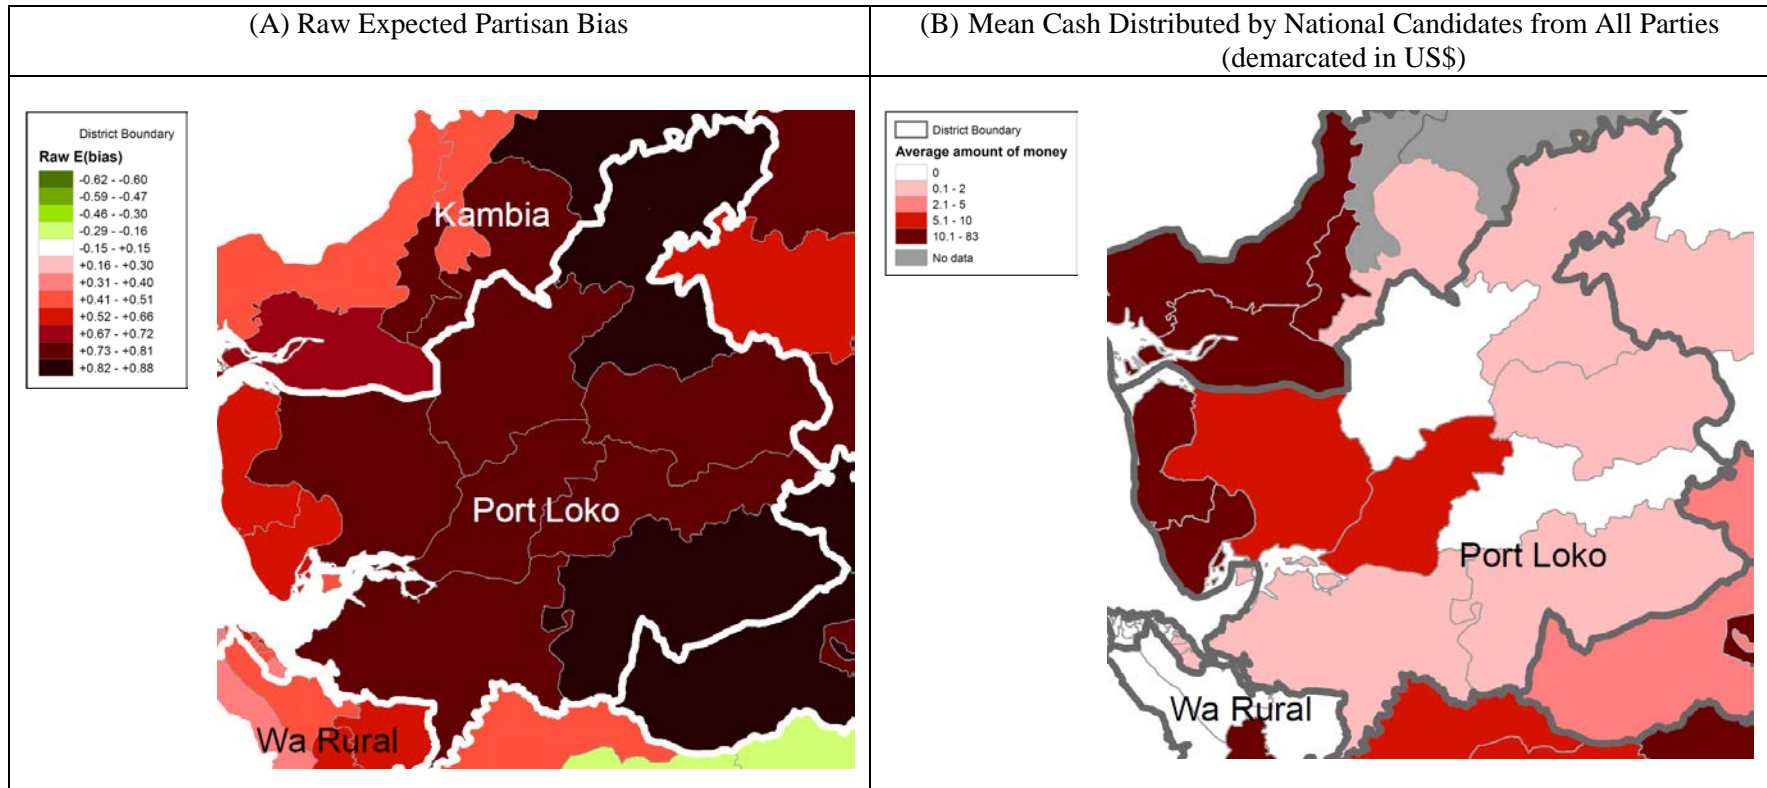 (A) Raw Expected Partisan Bias
(B) Mean Cash Distributed by National Candidates from All Parties
(demarcated in US$)
District Boundary
Raw E(bias)
-0.62 - -0.60
-0.59 - -0.47
-0.46 - -0.30
-0.29 - -0.16
-0.15 - +0.15
+0.16 - +0.30
+0.31 - +0.40
+0.41 - +0.51
+0.52 - +0.66
+0.67 - +0.72
+0.73 - +0.81
+0.82 - +0.88
Kambia
Port Loko
Wa Rural
District Boundary
Average amount of money
0
0.1 - 2
2.1 - 5
5.1 - 10
10.1 - 83
No data
Port Loko
Wa Rural